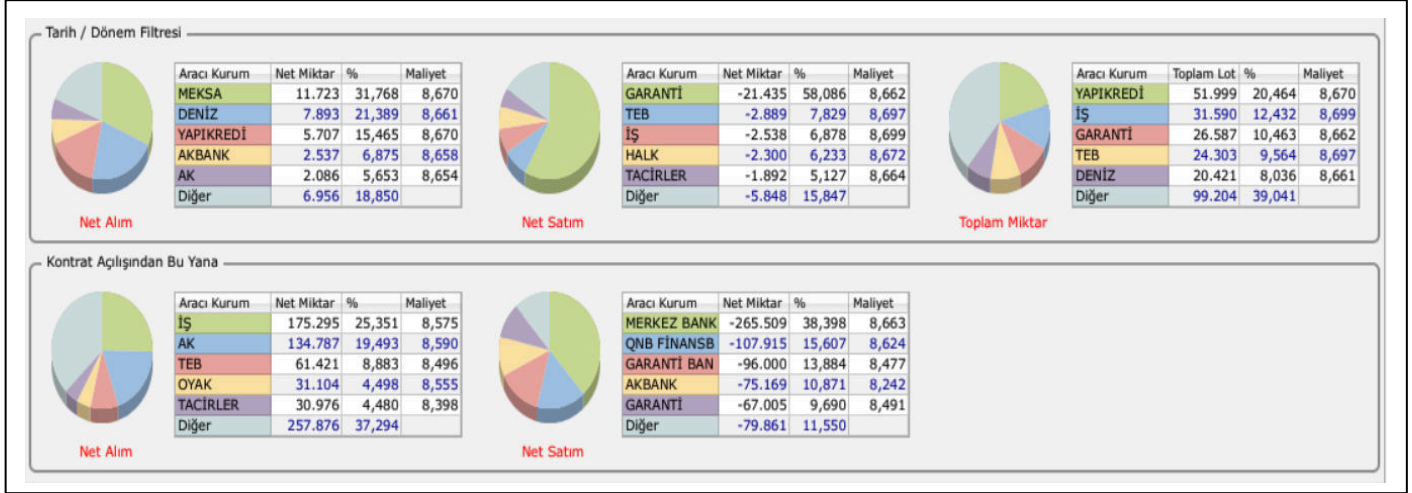 Tarih / Dönem Filtresi
Aracı Kurum Net Miktar % Maliyet
MEKSA 11.723 31,768 8,670
DENİZ 7.893 21,389 8,661
YAPIKREDİ 5.707 15,465 8,670
AKBANK 2.537 6,875 8,658
AK 2.086 5,653 8,654
Diğer 6.956 18,850
Net Alım
Aracı Kurum Net Miktar % Maliyet
GARANTİ -21.435 58,086 8,662
TEB -2.889 7,829 8,697
İŞ -2.538 6,878 8,699
HALK -2.300 6,233 8,672
TACİRLER -1.892 5,127 8,664
Diğer -5.848 15,847
Net Satım
Aracı Kurum Toplam Lot % Maliyet
YAPIKREDİ 51.999 20,464 8,670
İŞ 31.590 12,432 8,699
GARANTİ 26.587 10,463 8,662
TEB 24.303 9,564 8,697
DENİZ 20.421 8,036 8,661
Diğer 99.204 39,041
Toplam Miktar
Kontrat Açılışından Bu Yana
Aracı Kurum Net Miktar % Maliyet
İŞ 175.295 25,351 8,575
AK 134.787 19,493 8,590
TEB 61.421 8,883 8,496
OYAK 31.104 4,498 8,555
TACİRLER 30.976 4,480 8,398
Diğer 257.876 37,294
Net Alım
Aracı Kurum Net Miktar % Maliyet
MERKEZ BANK -265.509 38,398 8,663
QNB FİNANSB -107.915 15,607 8,624
GARANTİ BAN -96.000 13,884 8,477
AKBANK -75.169 10,871 8,242
GARANTİ -67.005 9,690 8,491
Diğer -79.861 11,550
Net Satım